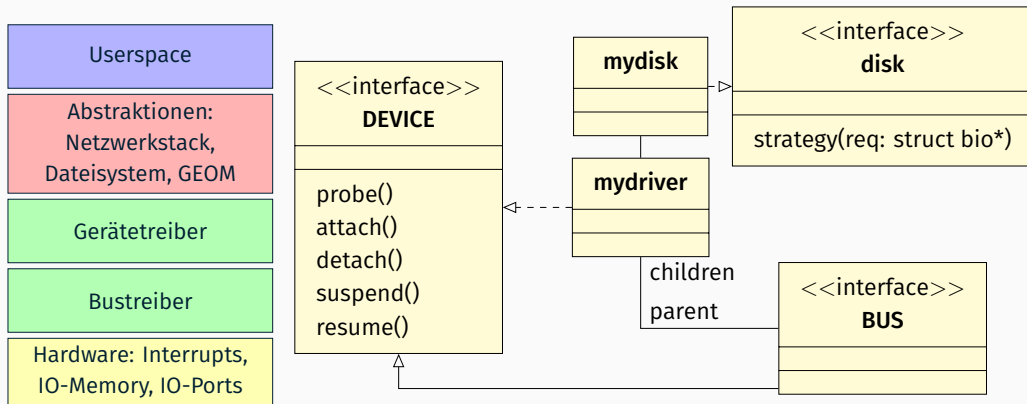 Userspace
Abstraktionen:
Netzwerkstack,
Dateisystem, GEOM
Gerätetreiber
Bustreiber
Hardware: Interrupts,
IO-Memory, IO-Ports
<<interface>>
DEVICE
probe()
attach()
detach()
suspend()
resume()
mydisk
mydriver
children
parent
<<interface>>
disk
strategy(req: struct bio*)
<<interface>>
BUS